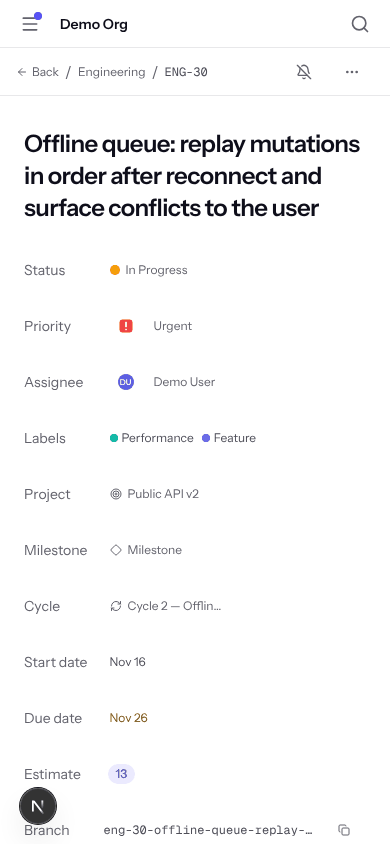 Demo Org
← Back / Engineering / ENG-30
Offline queue: replay mutations
in order after reconnect and
surface conflicts to the user
Status In Progress
Priority Urgent
Assignee DU Demo User
Labels Performance Feature
Project Public API v2
Milestone Milestone
Cycle Cycle 2 — Offlin…
Start date Nov 16
Due date Nov 26
Estimate 13
N
Branch eng-30-offline-queue-replay-…